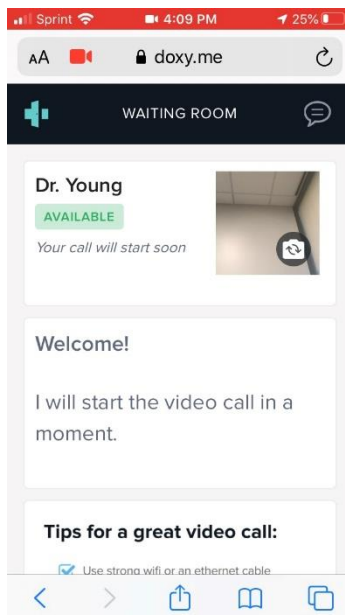 Sprint 4:09 PM 25%
AA doxy.me
WAITING ROOM
Dr. Young
AVAILABLE
Your call will start soon
Welcome!
I will start the video call in a
moment.
Tips for a great video call:
Use strong wifi or an ethernet cable